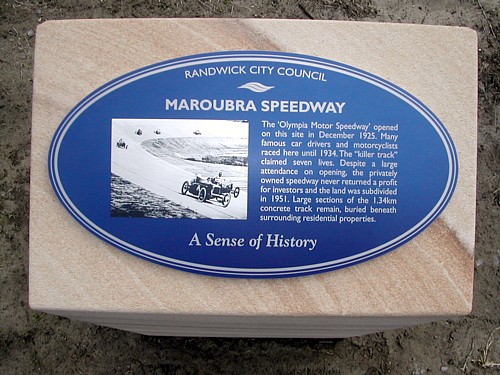 RANDWICK CITY COUNCIL
MAROUBRA SPEEDWAY
The 'Olympia Motor Speedway' opened
on this site in December 1925. Many
famous car drivers and motorcyclists
raced here until 1934. The "killer track"
claimed seven lives. Despite a large
attendance on opening, the privately
owned speedway never returned a profit
for investors and the land was subdivided
in 1951. Large sections of the 1.34km
concrete track remain, buried beneath
surrounding residential properties.
A Sense of History